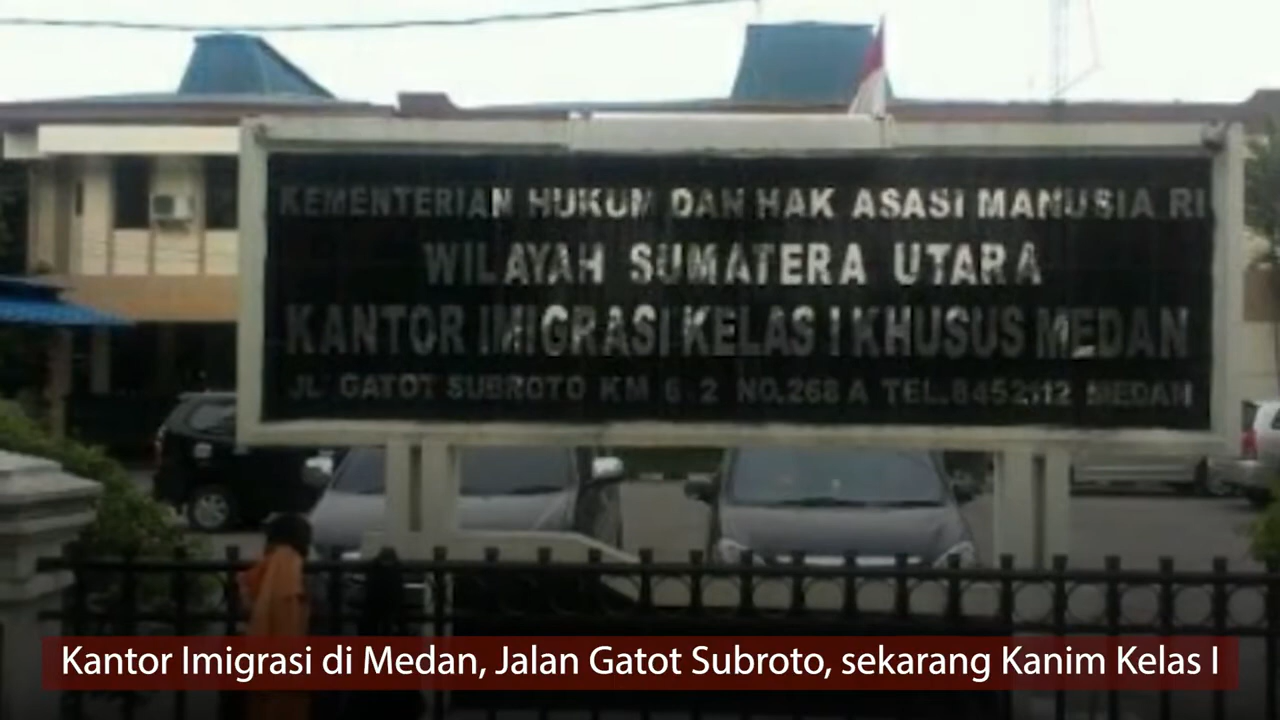 KEMENTERIAN HUKUM DAN HAK ASASI MANUSIA RI
WILAYAH SUMATERA UTARA
KANTOR IMIGRASI KELAS I KHUSUS MEDAN
JL. GATOT SUBROTO KM 6.2 NO.268 A TEL.8452112 MEDAN
Kantor Imigrasi di Medan, Jalan Gatot Subroto, sekarang Kanim Kelas I